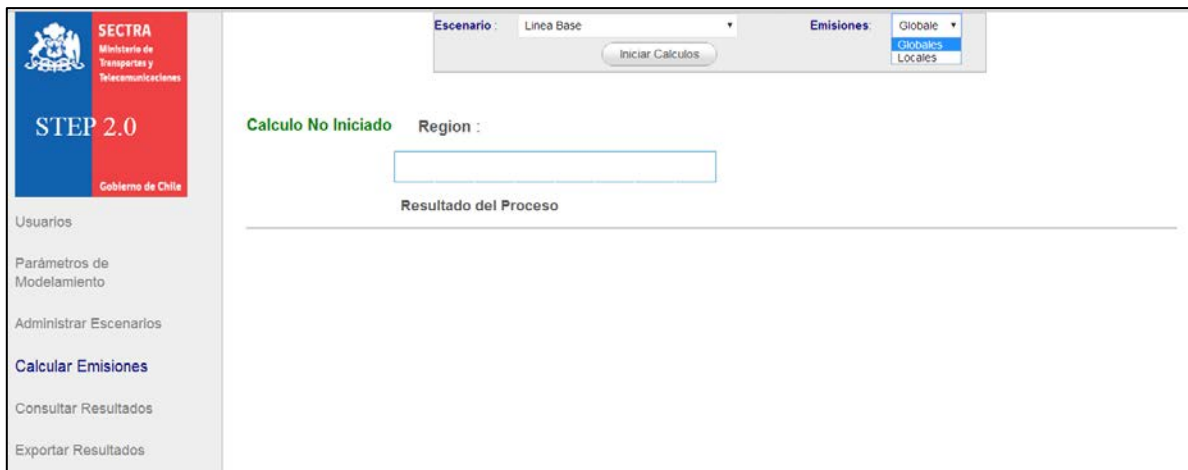 SECTRA
Ministerio de
Transportes y
Telecomunicaciones
STEP 2.0
Gobierno de Chile
Escenario : Linea Base Emisiones: Globale
Globales
Iniciar Calculos
Locales
Calculo No Iniciado Region :
Resultado del Proceso
Usuarios
Parámetros de
Modelamiento
Administrar Escenarios
Calcular Emisiones
Consultar Resultados
Exportar Resultados